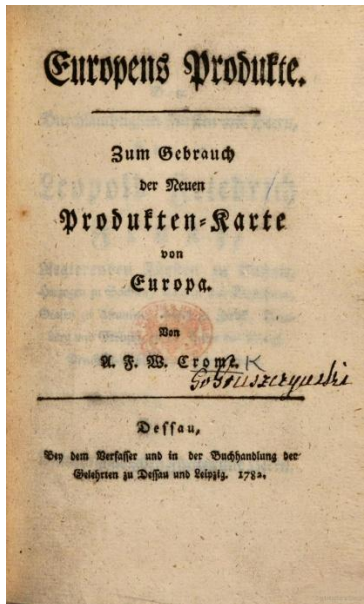 Europens Produkte.
Zum Gebrauch
der Neuen
Produkten-Karte
von
Europa.
Von
A. F. W. Crome.
Dessau,
Bey dem Verfasser und in der Buchhandlung der
Gelehrten zu Dessau und Leipzig. 1782.